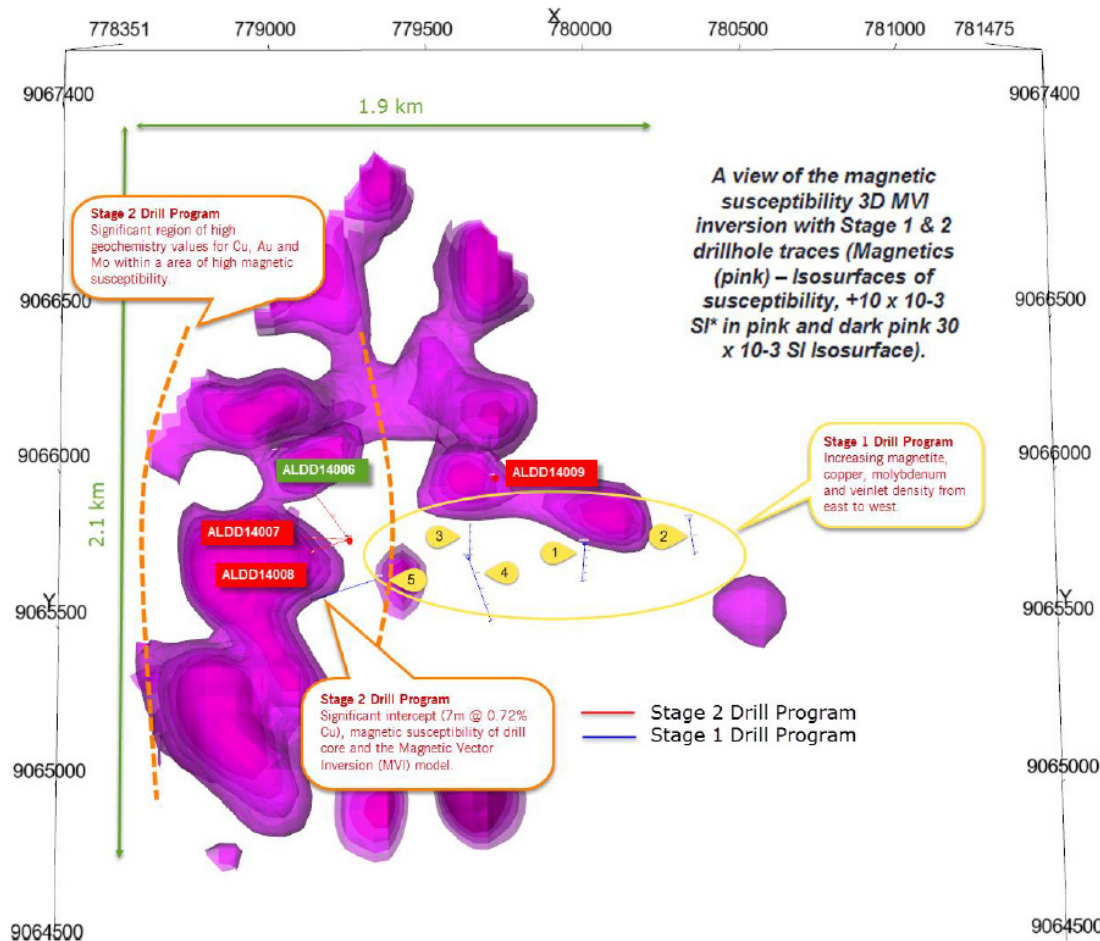 X
778351 779000 779500 780000 780500 781000 781475
9067400 9067400
1.9 km
A view of the magnetic
susceptibility 3D MVI
inversion with Stage 1 & 2
drillhole traces (Magnetics
(pink) – Isosurfaces of
susceptibility, +10 x 10-3
SI* in pink and dark pink 30
x 10-3 SI Isosurface).
Stage 2 Drill Program
Significant region of high
geochemistry values for Cu, Au and
Mo within a area of high magnetic
susceptibility.
9066500 9066500
Stage 1 Drill Program
Increasing magnetite,
copper, molybdenum
and veinlet density from
east to west.
9066000 9066000
ALDD14006
ALDD14009
2.1 km
ALDD14007
ALDD14008
3
1
2
4
5
Y Y
9065500 9065500
Stage 2 Drill Program
Significant intercept (7m @ 0.72%
Cu), magnetic susceptibility of drill
core and the Magnetic Vector
Inversion (MVI) model.
Stage 2 Drill Program
Stage 1 Drill Program
9065000 9065000
9064500 9064500